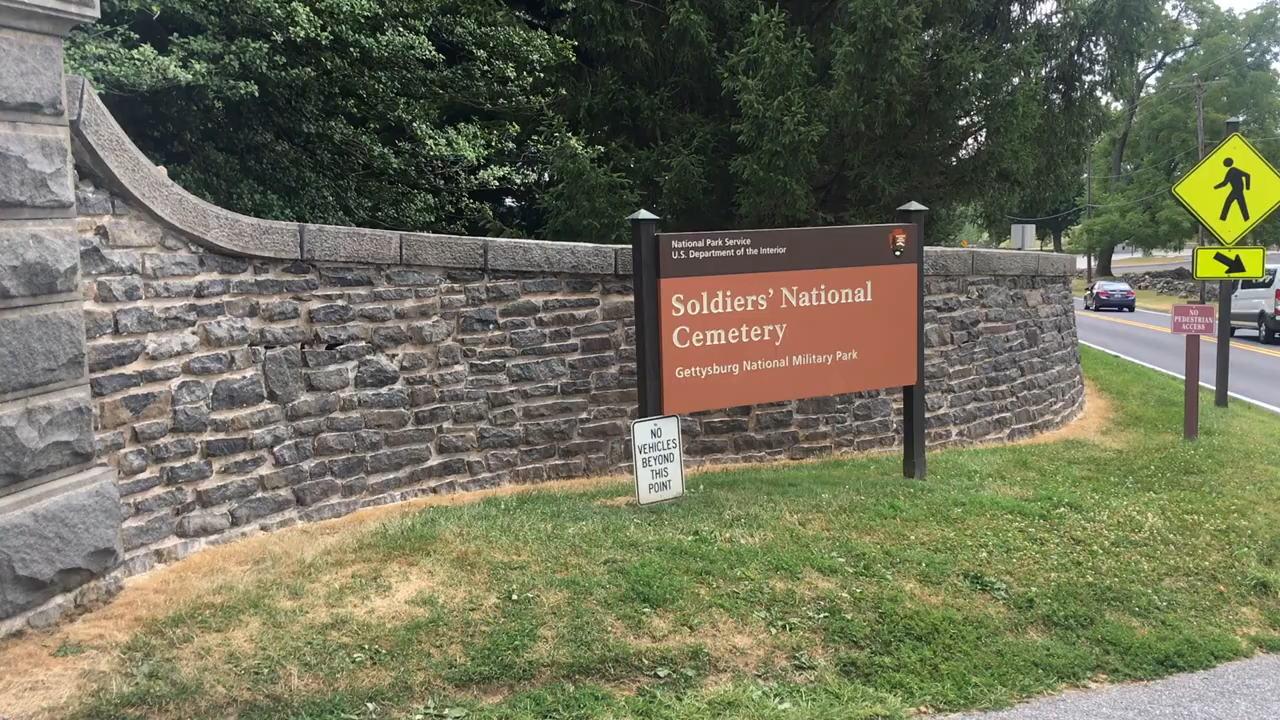 National Park Service
U.S. Department of the Interior
Soldiers' National
Cemetery
Gettysburg National Military Park
NO
VEHICLES
BEYOND
THIS
POINT
NO
PEDESTRIAN
ACCESS